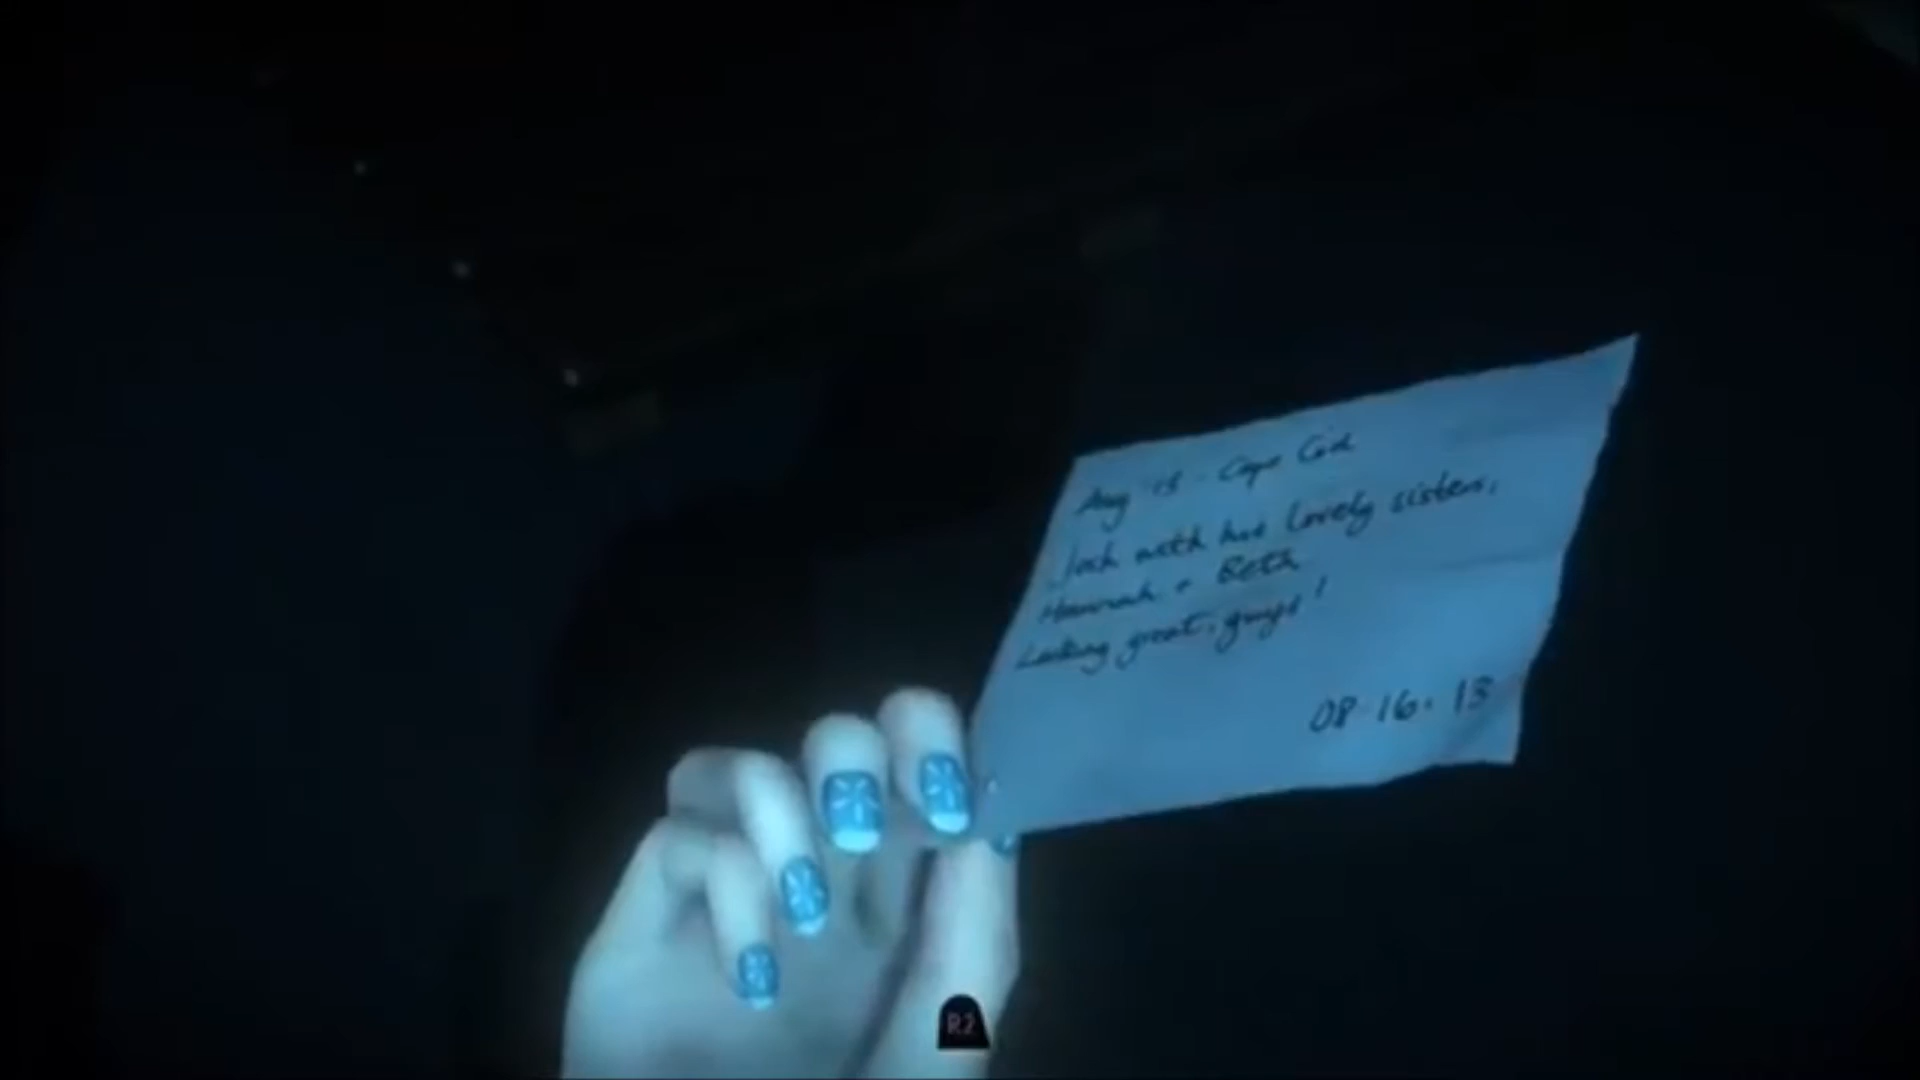 Aug '13 - Cape Cod
Josh with his lovely sisters,
Hannah + Beth
Looking great, guys!
08.16.13
R2